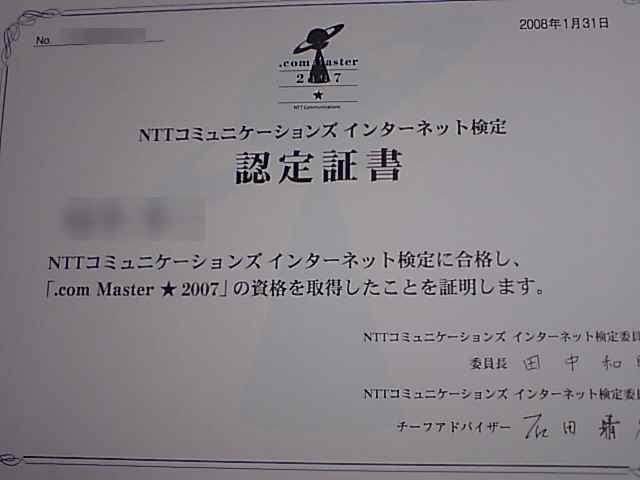 No.
2008年1月31日
.com Master
2007
★
NTT Communications
NTTコミュニケーションズ インターネット検定
認定証書
NTTコミュニケーションズ インターネット検定に合格し、
「.com Master ★ 2007」の資格を取得したことを証明します。
NTTコミュニケーションズ インターネット検定委員
委員長 田中和
NTTコミュニケーションズ インターネット検定委員
チーフアドバイザー 石田晴